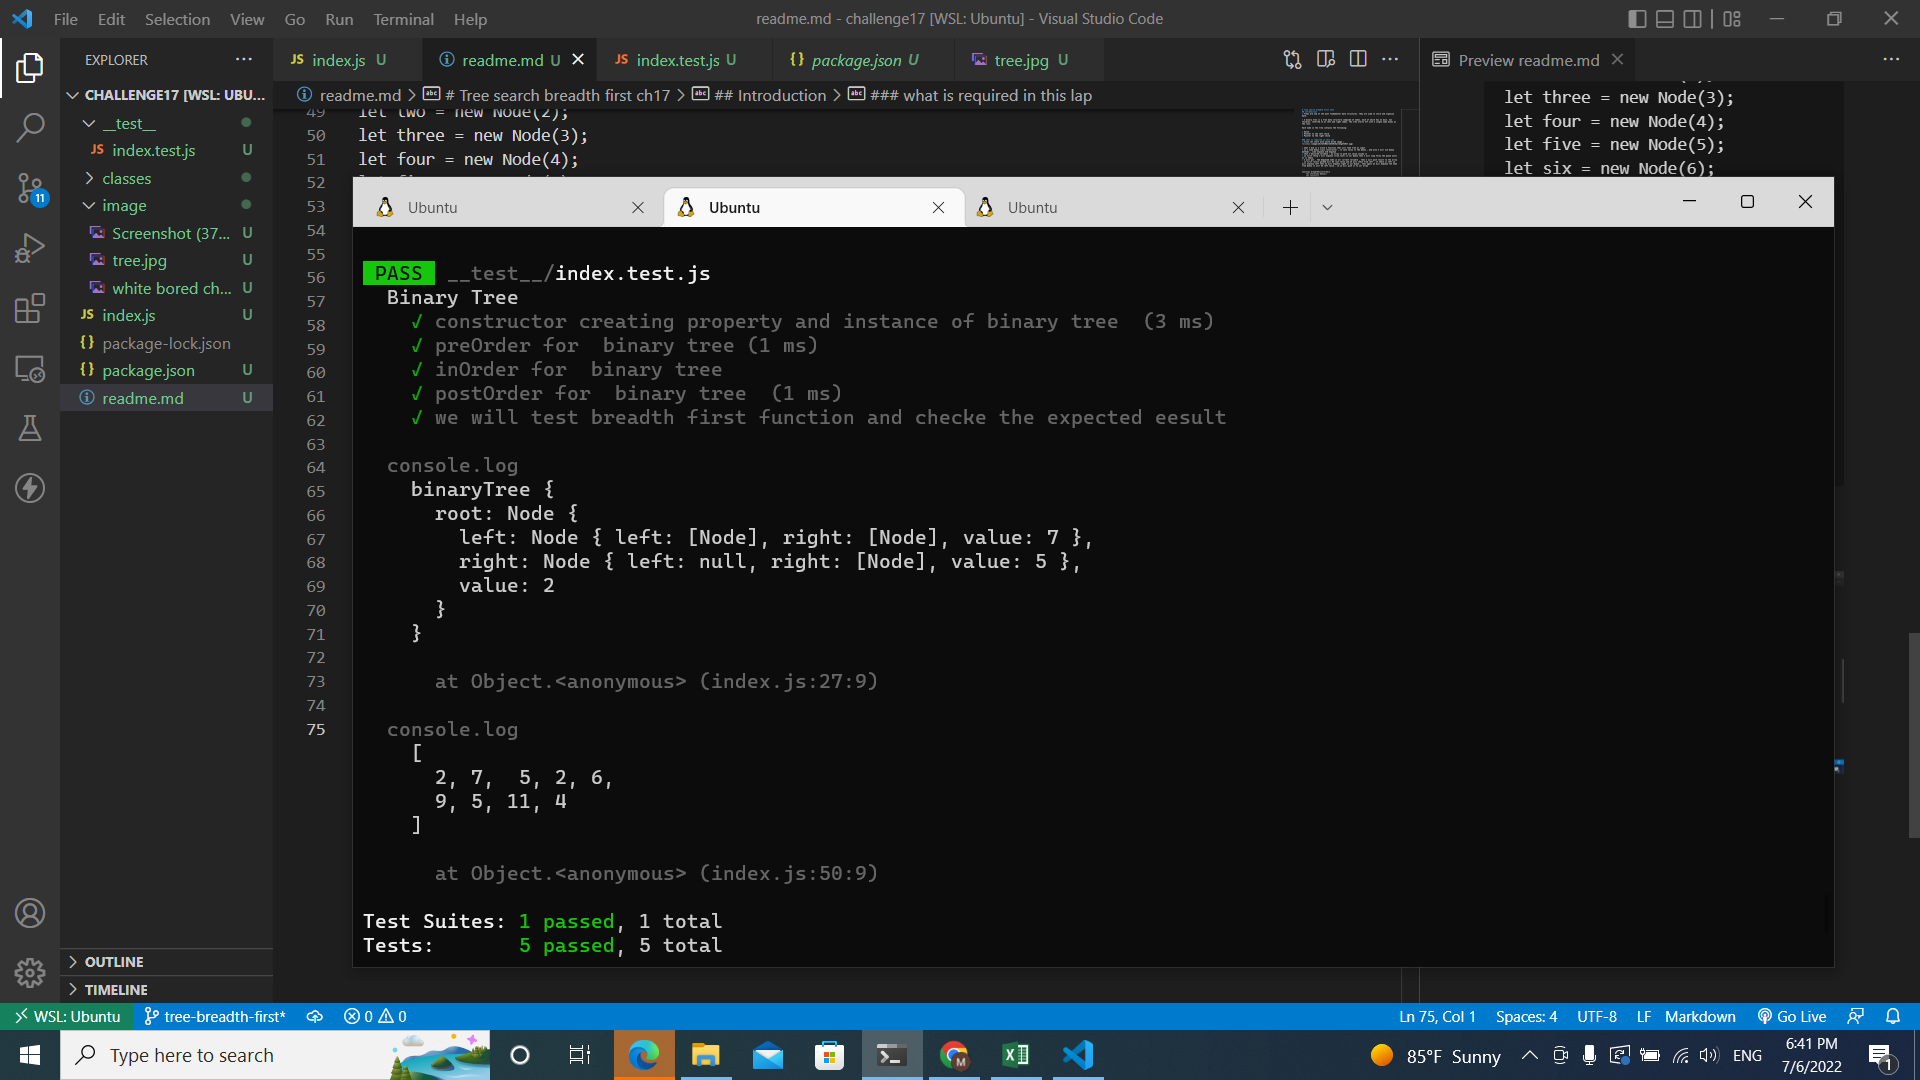 File Edit Selection View Go Run Terminal Help
readme.md - challenge17 [WSL: Ubuntu] - Visual Studio Code
EXPLORER
CHALLENGE17 [WSL: UBU...
__test__
JS index.test.js U
classes
image
Screenshot (37... U
tree.jpg U
white bored ch... U
JS index.js U
{} package-lock.json
{} package.json U
readme.md U
OUTLINE
TIMELINE
11
JS index.js U
readme.md U
JS index.test.js U
{} package.json U
tree.jpg U
Preview readme.md
readme.md > # Tree search breadth first ch17 > ## Introduction > ### what is required in this lap
49 let two = new Node(2);
50 let three = new Node(3);
51 let four = new Node(4);
52
53
54
55
56
57
58
59
60
61
62
63
64
65
66
67
68
69
70
71
72
73
74
75
let three = new Node(3);
let four = new Node(4);
let five = new Node(5);
let six = new Node(6);
Ubuntu
Ubuntu
Ubuntu
PASS __test__/index.test.js
Binary Tree
√ constructor creating property and instance of binary tree (3 ms)
√ preOrder for binary tree (1 ms)
√ inOrder for binary tree
√ postOrder for binary tree (1 ms)
√ we will test breadth first function and checke the expected eesult
console.log
binaryTree {
root: Node {
left: Node { left: [Node], right: [Node], value: 7 },
right: Node { left: null, right: [Node], value: 5 },
value: 2
}
}
at Object.<anonymous> (index.js:27:9)
console.log
[
2, 7, 5, 2, 6,
9, 5, 11, 4
]
at Object.<anonymous> (index.js:50:9)
Test Suites: 1 passed, 1 total
Tests: 5 passed, 5 total
WSL: Ubuntu
tree-breadth-first*
0 0
Ln 75, Col 1
Spaces: 4
UTF-8
LF
Markdown
Go Live
Type here to search
85°F Sunny
ENG
6:41 PM
7/6/2022
1